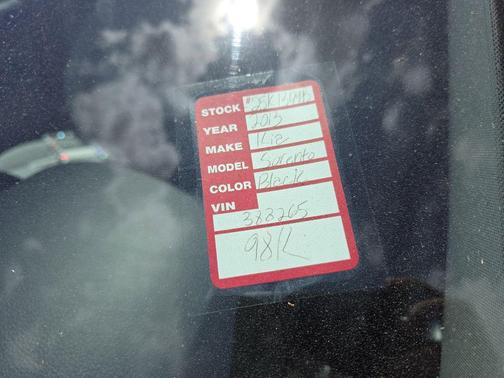 STOCK
YEAR 2013
MAKE Kia
MODEL Sorento
COLOR Black
VIN
388265
98K